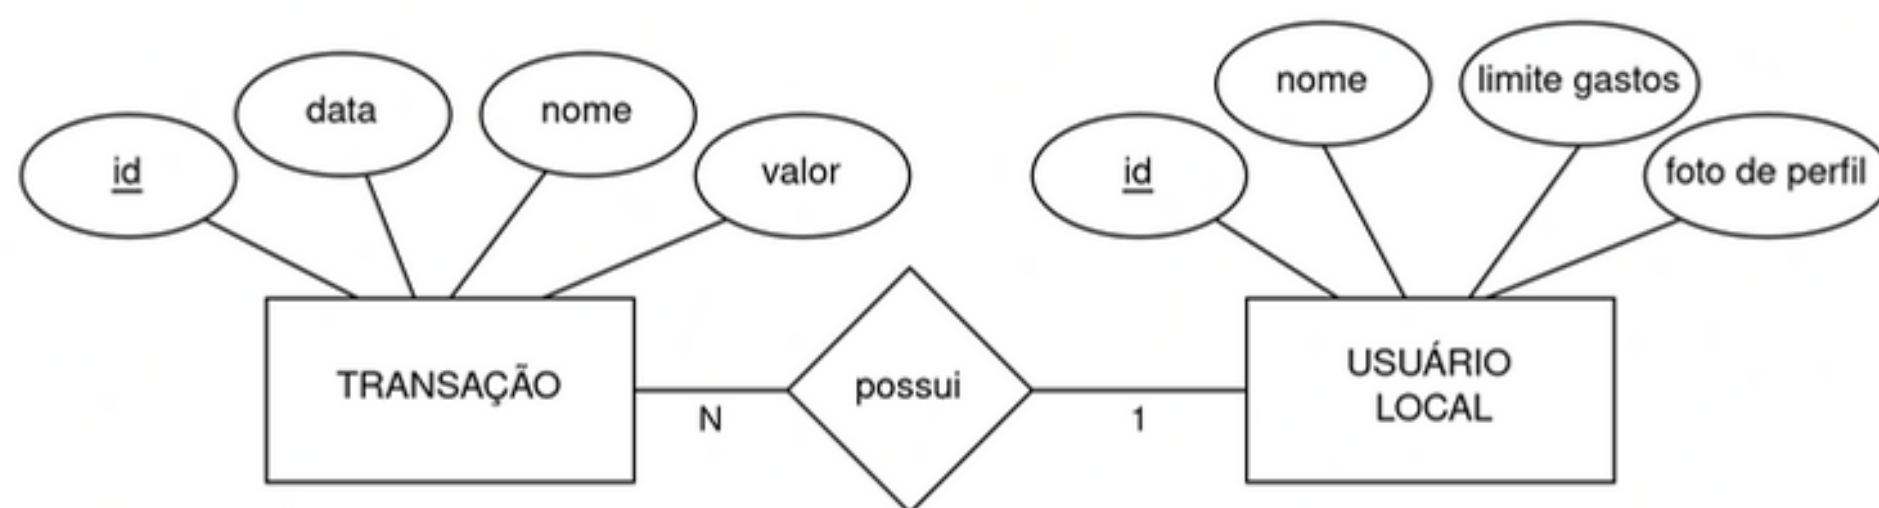 id
data
nome
valor
id
nome
limite gastos
foto de perfil
TRANSAÇÃO
N
possui
1
USUÁRIO
LOCAL